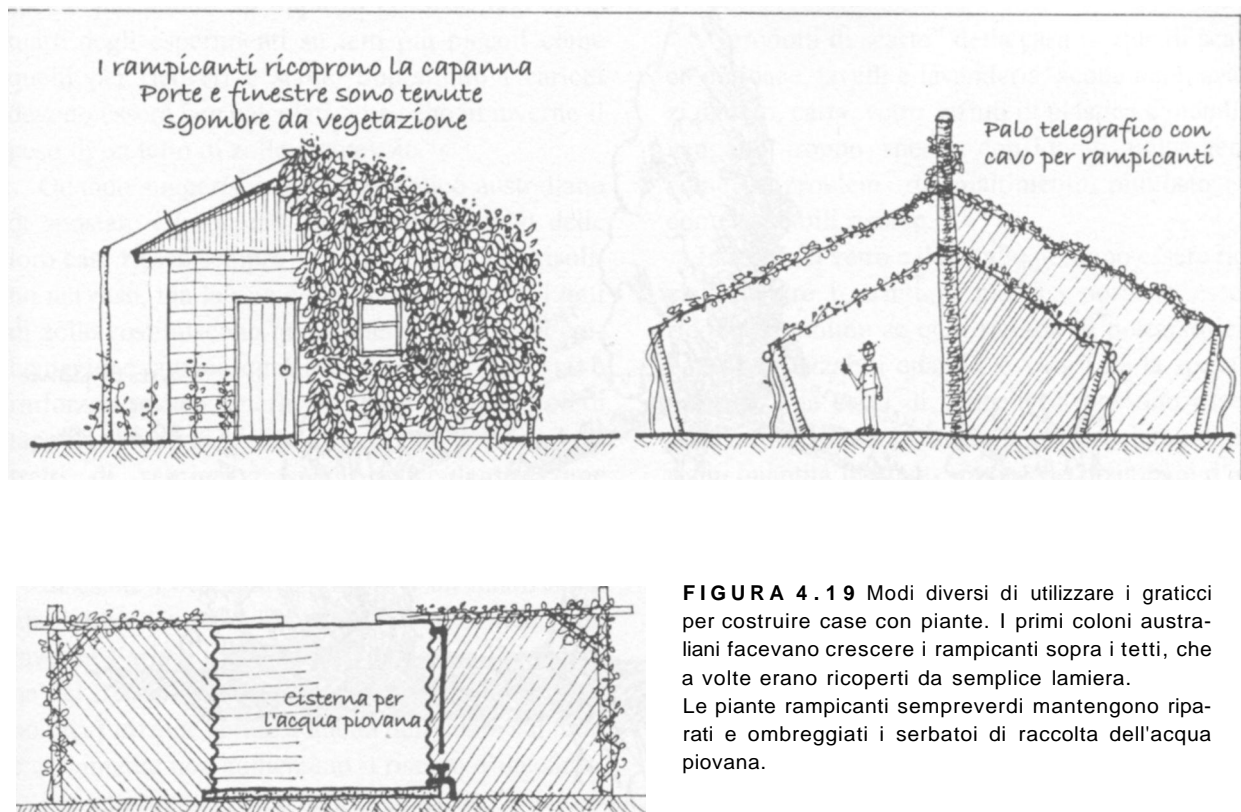 I rampicanti ricoprono la capanna
Porte e finestre sono tenute
sgombre da vegetazione
Palo telegrafico con
cavo per rampicanti
Cisterna per
l'acqua piovana
FIGURA 4.19 Modi diversi di utilizzare i graticci
per costruire case con piante. I primi coloni austra-
liani facevano crescere i rampicanti sopra i tetti, che
a volte erano ricoperti da semplice lamiera.
Le piante rampicanti sempreverdi mantengono ripa-
rati e ombreggiati i serbatoi di raccolta dell'acqua
piovana.